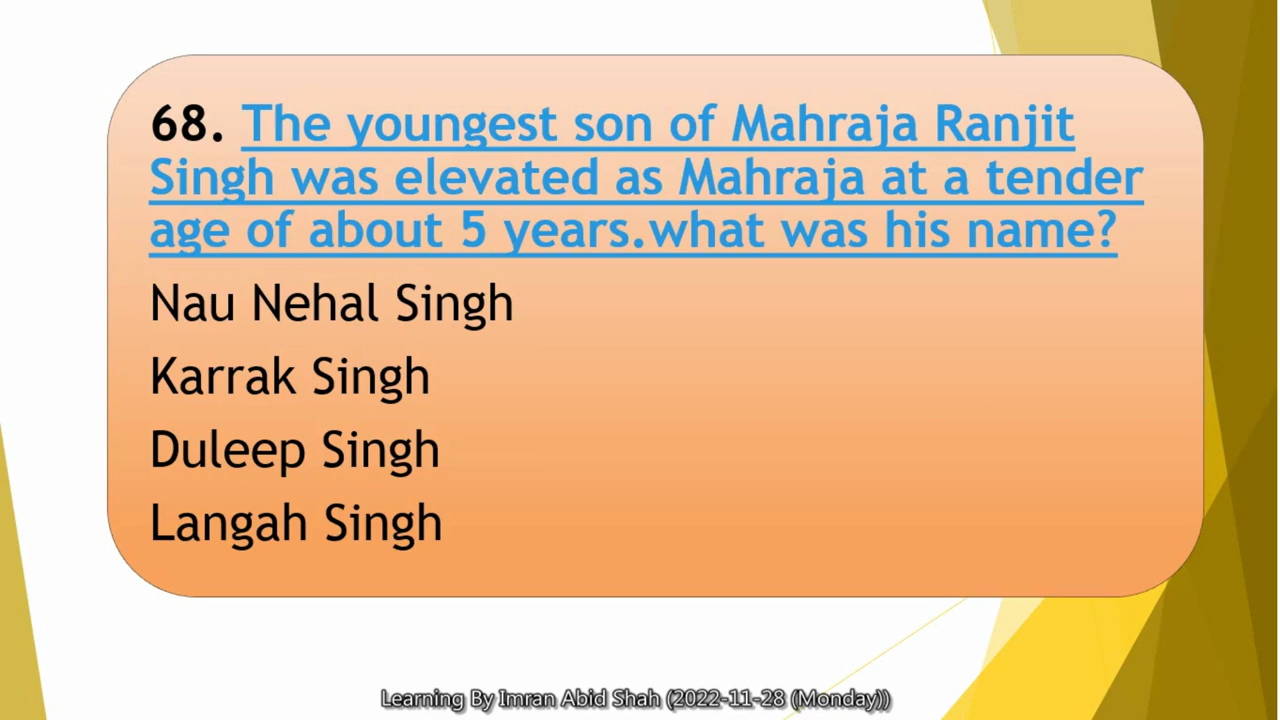 68. The youngest son of Mahraja Ranjit
Singh was elevated as Mahraja at a tender
age of about 5 years.what was his name?
Nau Nehal Singh
Karrak Singh
Duleep Singh
Langah Singh
Learning By Imran Abid Shah (2022-11-28 (Monday))